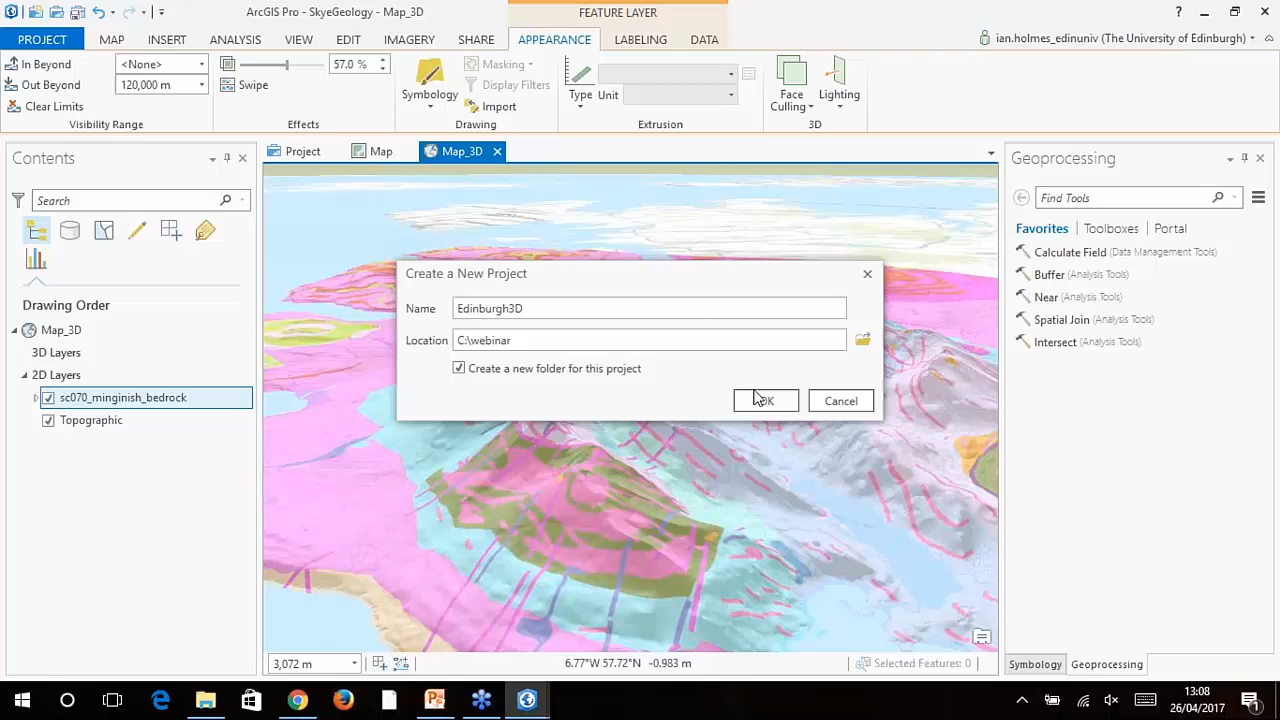 ArcGIS Pro - SkyeGeology - Map_3D
FEATURE LAYER
?
PROJECT MAP INSERT ANALYSIS VIEW EDIT IMAGERY SHARE APPEARANCE LABELING DATA
ian.holmes_edinuniv (The University of Edinburgh)
In Beyond <None>
Out Beyond 120,000 m
Clear Limits
Visibility Range
57.0 %
Swipe
Effects
Symbology
Masking
Display Filters
Import
Drawing
Type Unit
Extrusion
Face Culling
Lighting
3D
Contents
Search
Drawing Order
Map_3D
3D Layers
2D Layers
sc070_minginish_bedrock
Topographic
Project Map Map_3D
Create a New Project
Name Edinburgh3D
Location C:\webinar
Create a new folder for this project
OK Cancel
3,072 m
6.77°W 57.72°N -0.983 m
Selected Features: 0
Geoprocessing
Find Tools
Favorites Toolboxes Portal
Calculate Field (Data Management Tools)
Buffer (Analysis Tools)
Near (Analysis Tools)
Spatial Join (Analysis Tools)
Intersect (Analysis Tools)
Symbology Geoprocessing
13:08
26/04/2017